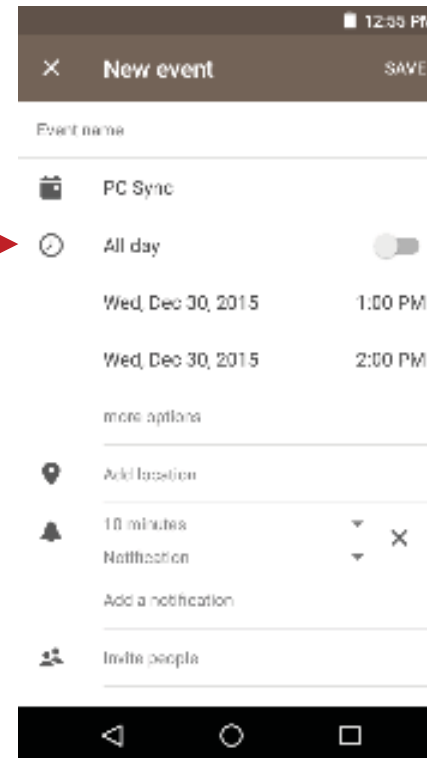 12:55 PM
New event SAVE
Event name
PC Sync
All day
Wed, Dec 30, 2015 1:00 PM
Wed, Dec 30, 2015 2:00 PM
more options
Add location
10 minutes
Notification
Add a notification
Invite people